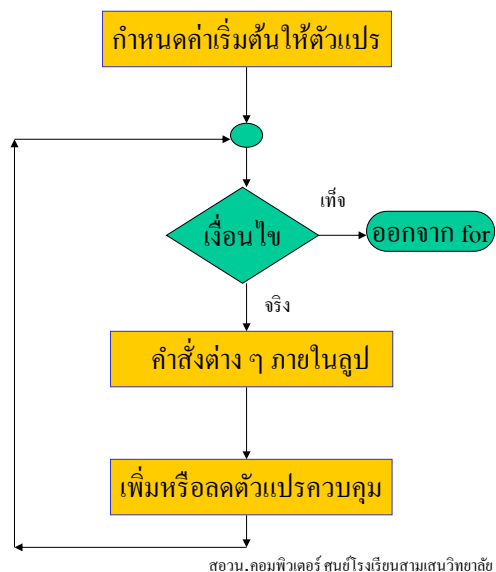 กำหนดค่าเริ่มต้นให้ตัวแปร
เงื่อนไข
เท็จ
ออกจาก for
จริง
คำสั่งต่าง ๆ ภายในลูป
เพิ่มหรือลดตัวแปรควบคุม
สอวน.คอมพิวเตอร์ ศูนย์โรงเรียนสามเสนวิทยาลัย